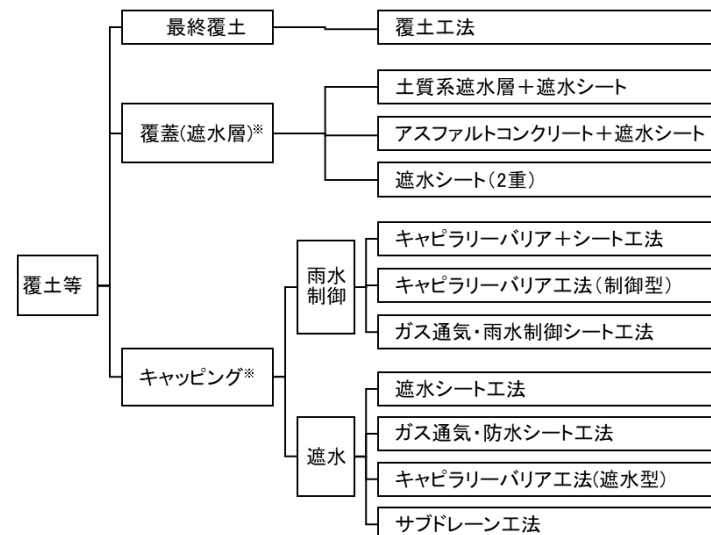 覆土等
最終覆土
覆土工法
覆蓋(遮水層)※
土質系遮水層＋遮水シート
アスファルトコンクリート＋遮水シート
遮水シート(2重)
キャッピング※
雨水
制御
キャピラリーバリア＋シート工法
キャピラリーバリア工法(制御型)
ガス通気・雨水制御シート工法
遮水
遮水シート工法
ガス通気・防水シート工法
キャピラリーバリア工法(遮水型)
サブドレーン工法